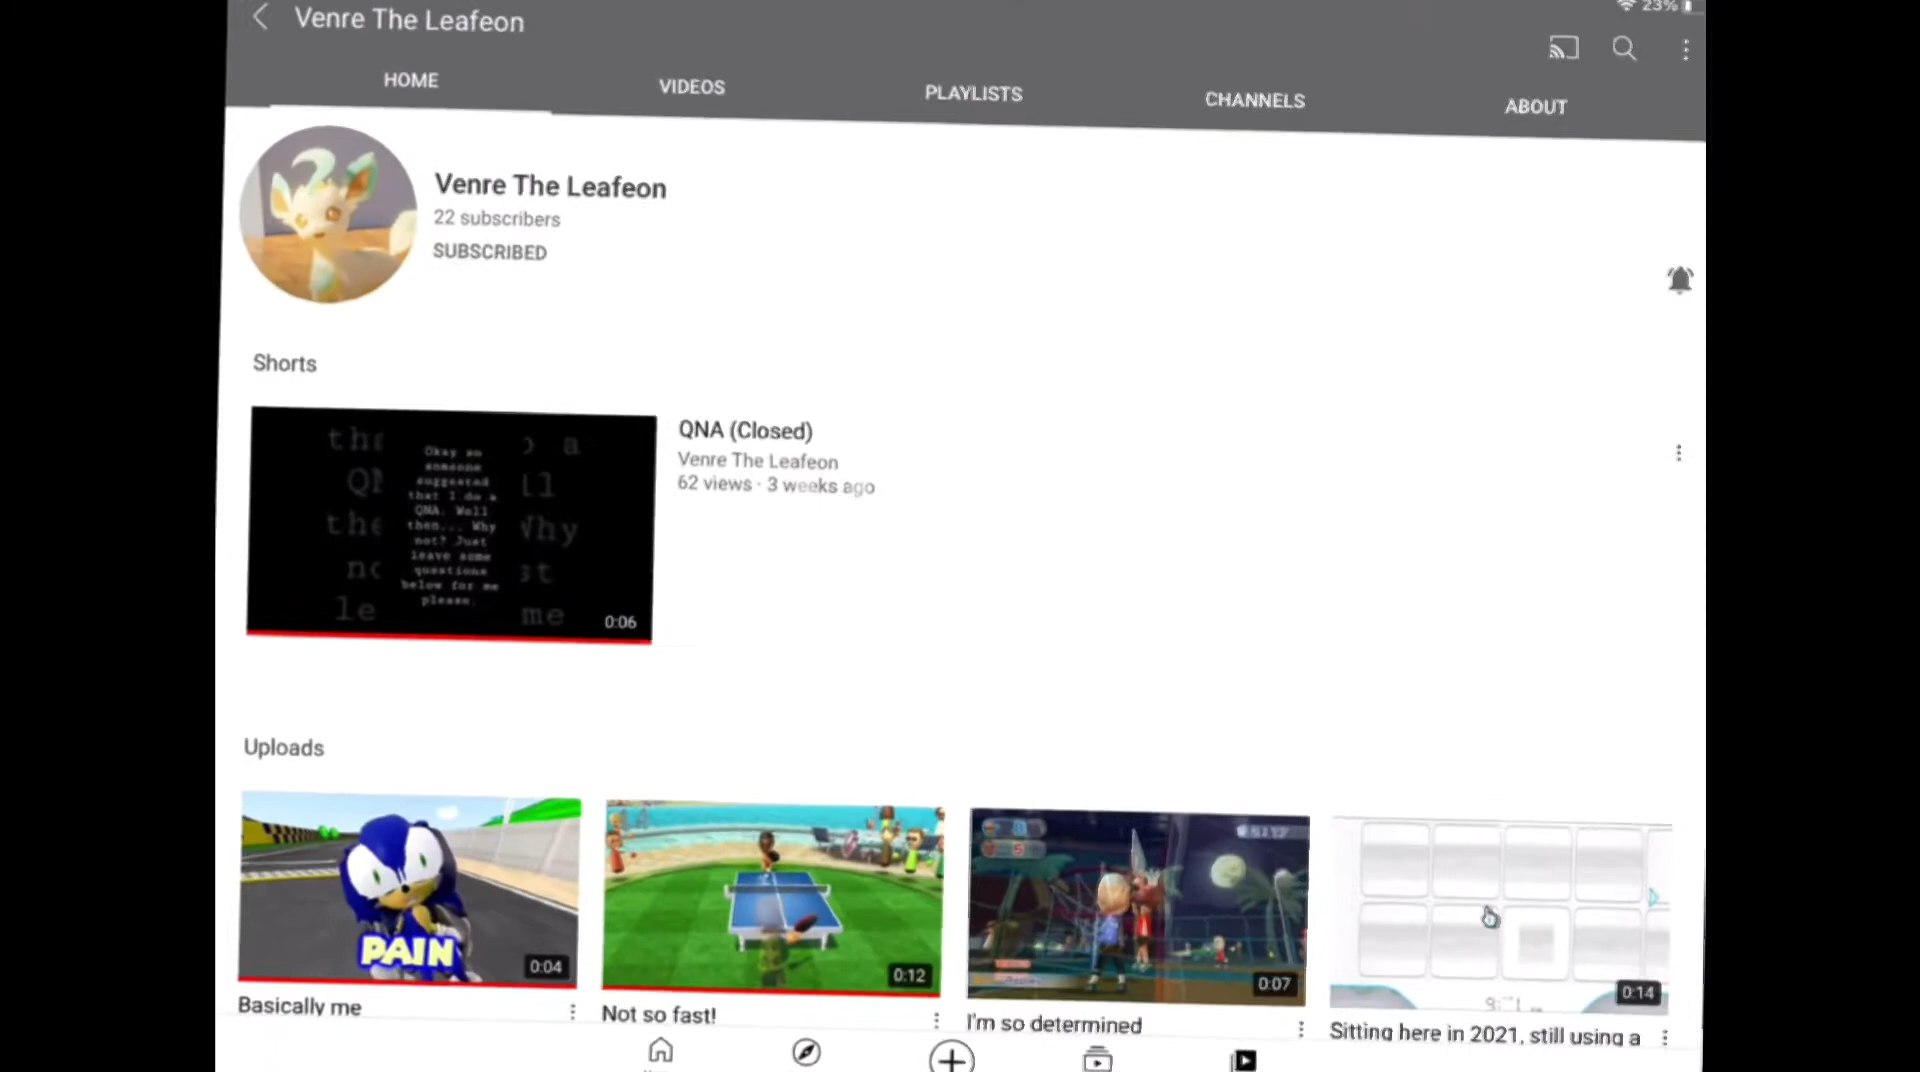 Venre The Leafeon
23%
HOME
VIDEOS
PLAYLISTS
CHANNELS
ABOUT
Venre The Leafeon
22 subscribers
SUBSCRIBED
Shorts
Okay so
someone
suggested
that I do a
QNA. Well
then... Why
not? Just
leave some
questions
below for me
please.
0:06
QNA (Closed)
Venre The Leafeon
62 views · 3 weeks ago
Uploads
PAIN
0:04
0:12
0:07
0:14
Basically me
Not so fast!
I'm so determined
Sitting here in 2021, still using a